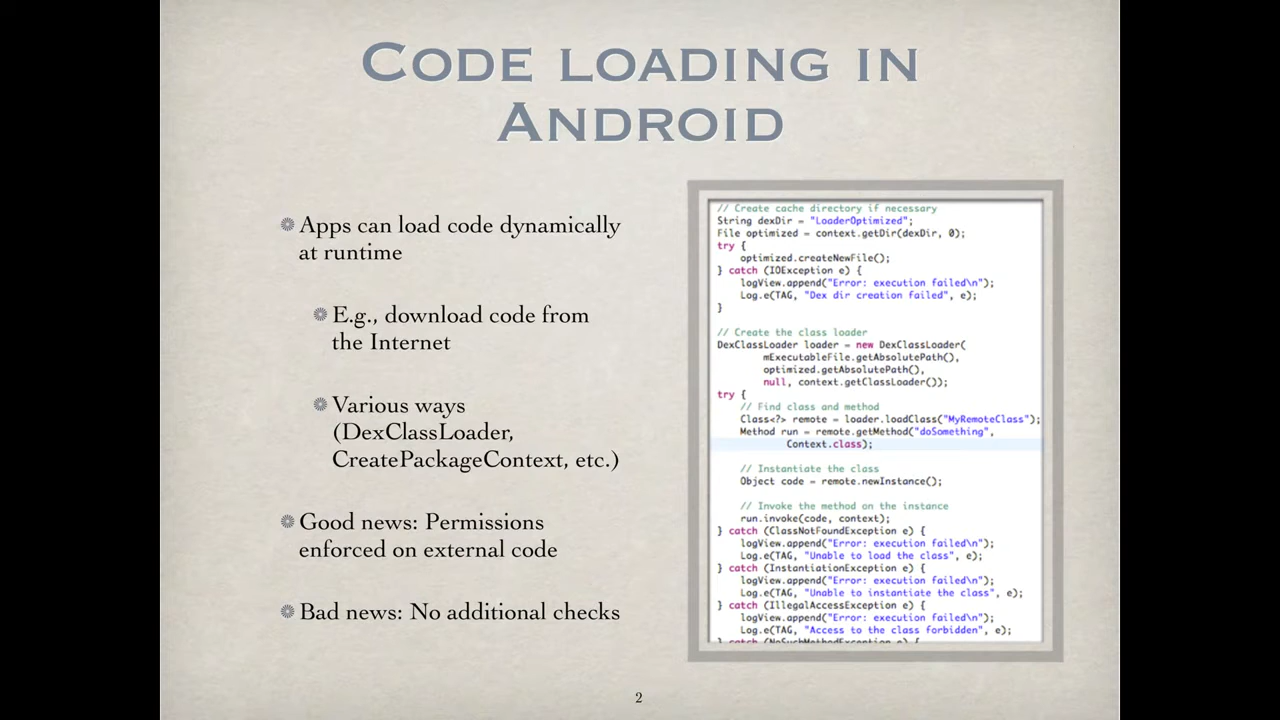 CODE LOADING IN
ANDROID
Apps can load code dynamically
at runtime
E.g., download code from
the Internet
Various ways
(DexClassLoader,
CreatePackageContext, etc.)
Good news: Permissions
enforced on external code
Bad news: No additional checks
// Create cache directory if necessary
String dexDir = "LoaderOptimized";
File optimized = context.getDir(dexDir, 0);
try {
optimized.createNewFile();
} catch (IOException e) {
logView.append("Error: execution failed\n");
Log.e(TAG, "Dex dir creation failed", e);
}
// Create the class loader
DexClassLoader loader = new DexClassLoader(
mExecutableFile.getAbsolutePath(),
optimized.getAbsolutePath(),
null, context.getClassLoader());
try {
// Find class and method
Class<?> remote = loader.loadClass("MyRemoteClass");
Method run = remote.getMethod("doSomething",
Context.class);
// Instantiate the class
Object code = remote.newInstance();
// Invoke the method on the instance
run.invoke(code, context);
} catch (ClassNotFoundException e) {
logView.append("Error: execution failed\n");
Log.e(TAG, "Unable to load the class", e);
} catch (InstantiationException e) {
logView.append("Error: execution failed\n");
Log.e(TAG, "Unable to instantiate the class", e);
} catch (IllegalAccessException e) {
logView.append("Error: execution failed\n");
Log.e(TAG, "Access to the class forbidden", e);
} catch (NoSuchMethodException e) {
2